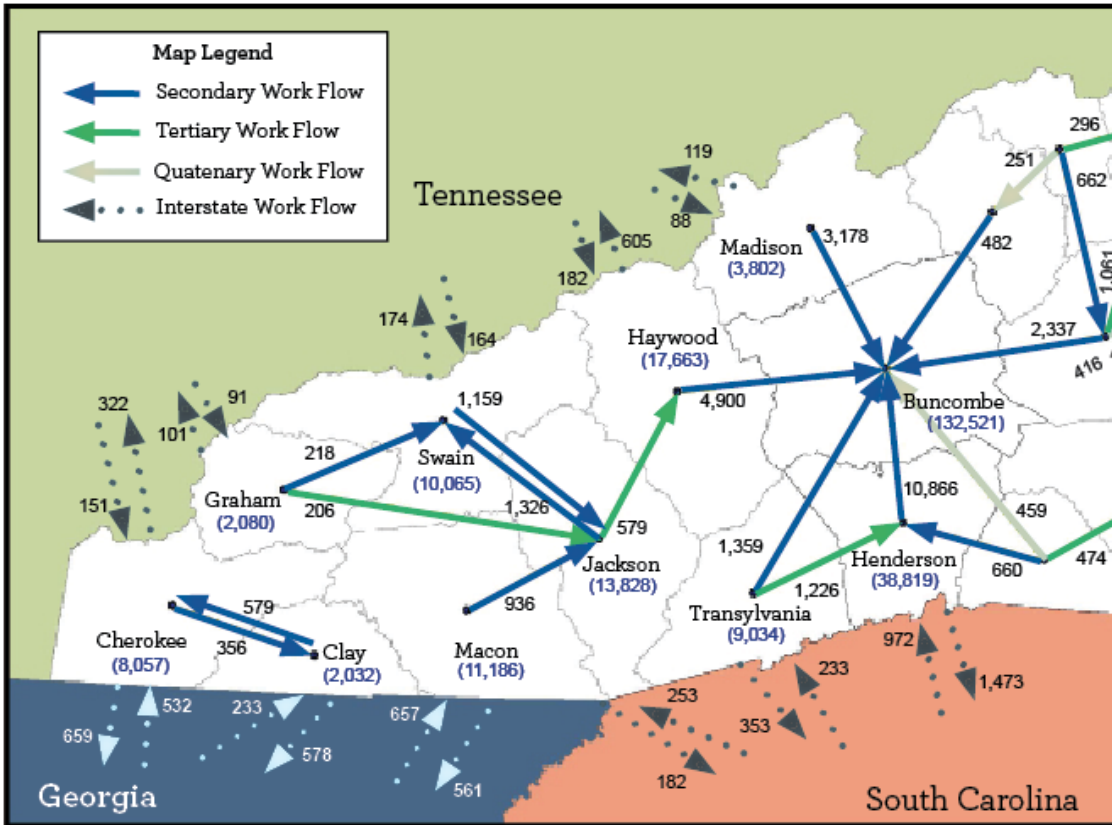 Map Legend
Secondary Work Flow
Tertiary Work Flow
Quatenary Work Flow
Interstate Work Flow
Tennessee
119
88
605
182
174
164
322
91
101
151
296
251
662
Madison
(3,802)
3,178
482
1,061
Haywood
(17,663)
2,337
416
4,900
Buncombe
(132,521)
1,159
218
Swain
(10,065)
Graham
(2,080)
206
1,326
579
Jackson
(13,828)
10,866
459
1,359
Henderson
(38,819)
660
474
1,226
Transylvania
(9,034)
936
Macon
(11,186)
579
356
Cherokee
(8,057)
Clay
(2,032)
972
1,473
233
353
253
182
532
659
233
578
657
561
Georgia
South Carolina